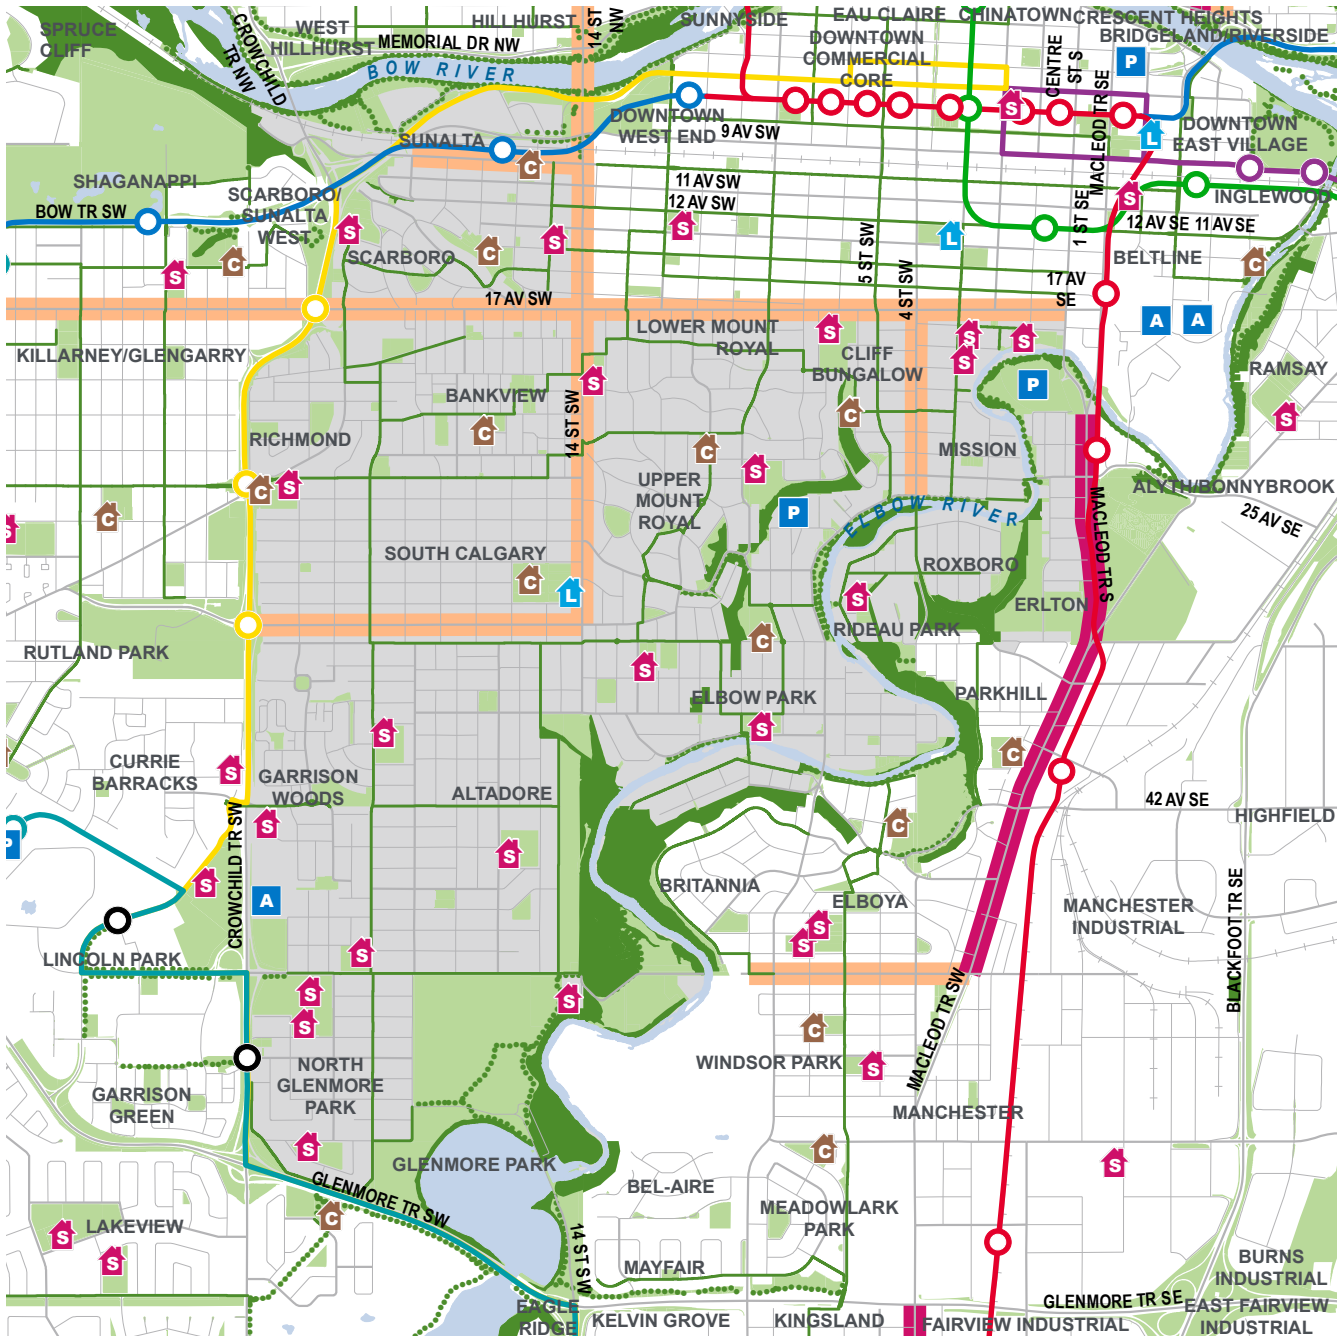 SPRUCE
CLIFF
CROWCHILD
TR NW
WEST
HILLHURST
HILLHURST
MEMORIAL DR NW
BOW RIVER
14 ST
NW
SUNNYSIDE
EAU CLAIRE
CHINATOWN
CRESCENT HEIGHTS
BRIDGELAND/RIVERSIDE
DOWNTOWN
COMMERCIAL
CORE
CENTRE
ST S
P
MACLEOD TR SE
S
SUNALTA
C
DOWNTOWN
WEST END
9 AV SW
L
DOWNTOWN
EAST VILLAGE
SHAGANAPPI
SCARBORO/
SUNALTA
WEST
BOW TR SW
11 AV SW
12 AV SW
S
INGLEWOOD
1 ST SE
12 AV SE
11 AV SE
S
S
S
L
C
C
SCARBORO
5 ST SW
4 ST SW
BELTLINE
C
S
17 AV SW
17 AV
SE
A
A
KILLARNEY/GLENGARRY
LOWER MOUNT
ROYAL
S
S
S
S
CLIFF
BUNGALOW
RAMSAY
P
S
BANKVIEW
14 ST SW
C
S
RICHMOND
C
C
MISSION
S
UPPER
MOUNT
ROYAL
C
S
P
ALYTH/BONNYBROOK
25 AV SE
MACLEOD TR S
S
C
ELBOW RIVER
SOUTH CALGARY
C
L
ROXBORO
S
ERLTON
RIDEAU PARK
C
RUTLAND PARK
S
ELBOW PARK
PARKHILL
S
S
C
CURRIE
BARRACKS
S
GARRISON
WOODS
ALTADORE
42 AV SE
HIGHFIELD
P
S
CROWCHILD TR SW
C
S
S
BRITANNIA
ELBOYA
A
S
S
MANCHESTER
INDUSTRIAL
BLACKFOOT TR SE
LINCOLN PARK
S
S
S
S
MACLEOD TR SW
C
WINDSOR PARK
S
NORTH
GLENMORE
PARK
GARRISON
GREEN
MANCHESTER
S
C
S
GLENMORE PARK
GLENMORE TR SW
BEL-AIRE
MEADOWLARK
PARK
C
S
LAKEVIEW
S
14 ST SW
MAYFAIR
BURNS
INDUSTRIAL
GLENMORE TR SE
EAGLE
RIDGE
KELVIN GROVE
KINGSLAND
FAIRVIEW INDUSTRIAL
EAST FAIRVIEW
INDUSTRIAL